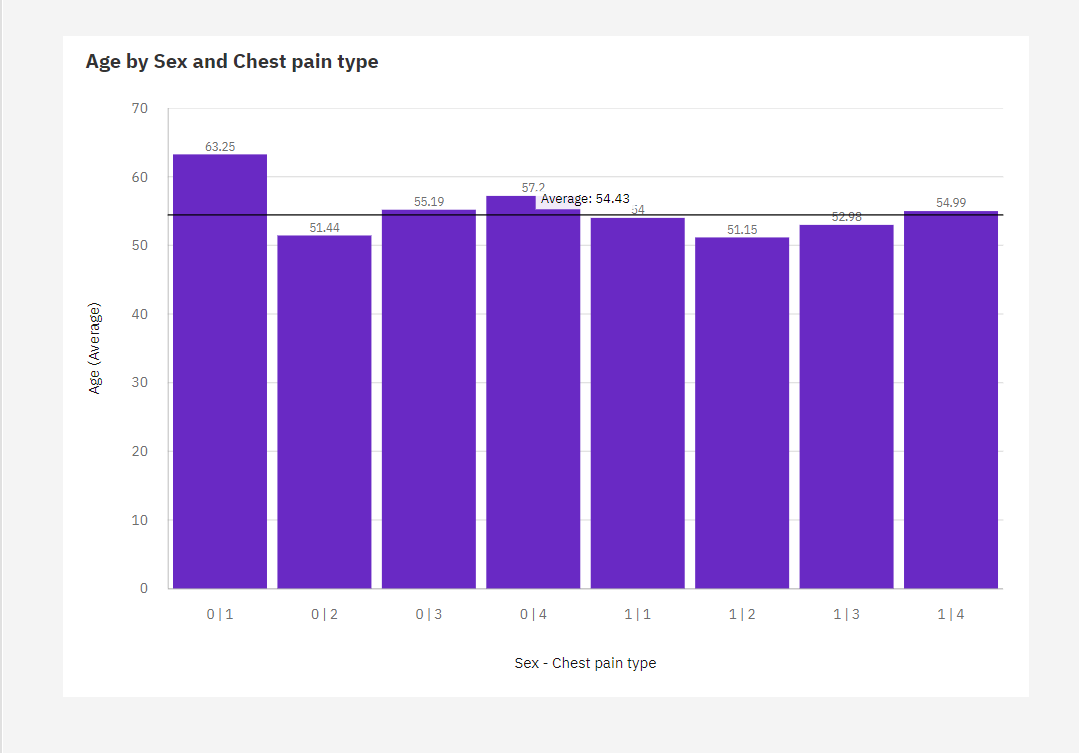 Age by Sex and Chest pain type
70
60
50
40
30
20
10
0
Age (Average)
63.25
51.44
55.19
57.2
Average: 54.43
54
51.15
52.98
54.99
0 | 1
0 | 2
0 | 3
0 | 4
1 | 1
1 | 2
1 | 3
1 | 4
Sex - Chest pain type